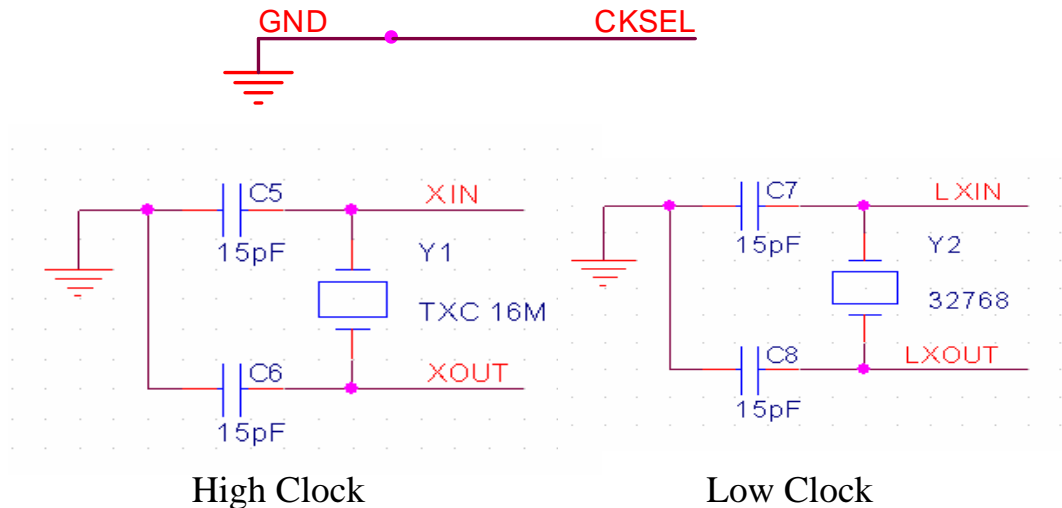 GND CKSEL
C5 XIN
15pF Y1
TXC 16M
C6 XOUT
15pF
High Clock
C7 LXIN
15pF Y2
32768
C8 LXOUT
15pF
Low Clock